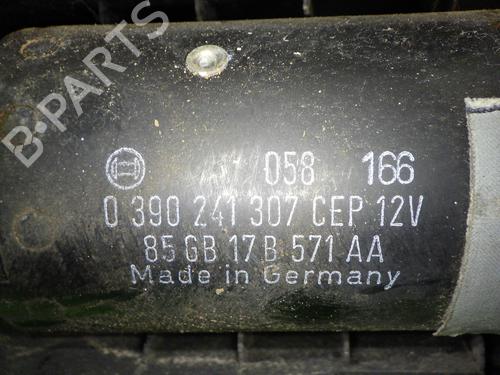 B-PARTS
058 166
0 390 241 307 CEP 12V
85 GB 17 B 571 AA
Made in Germany